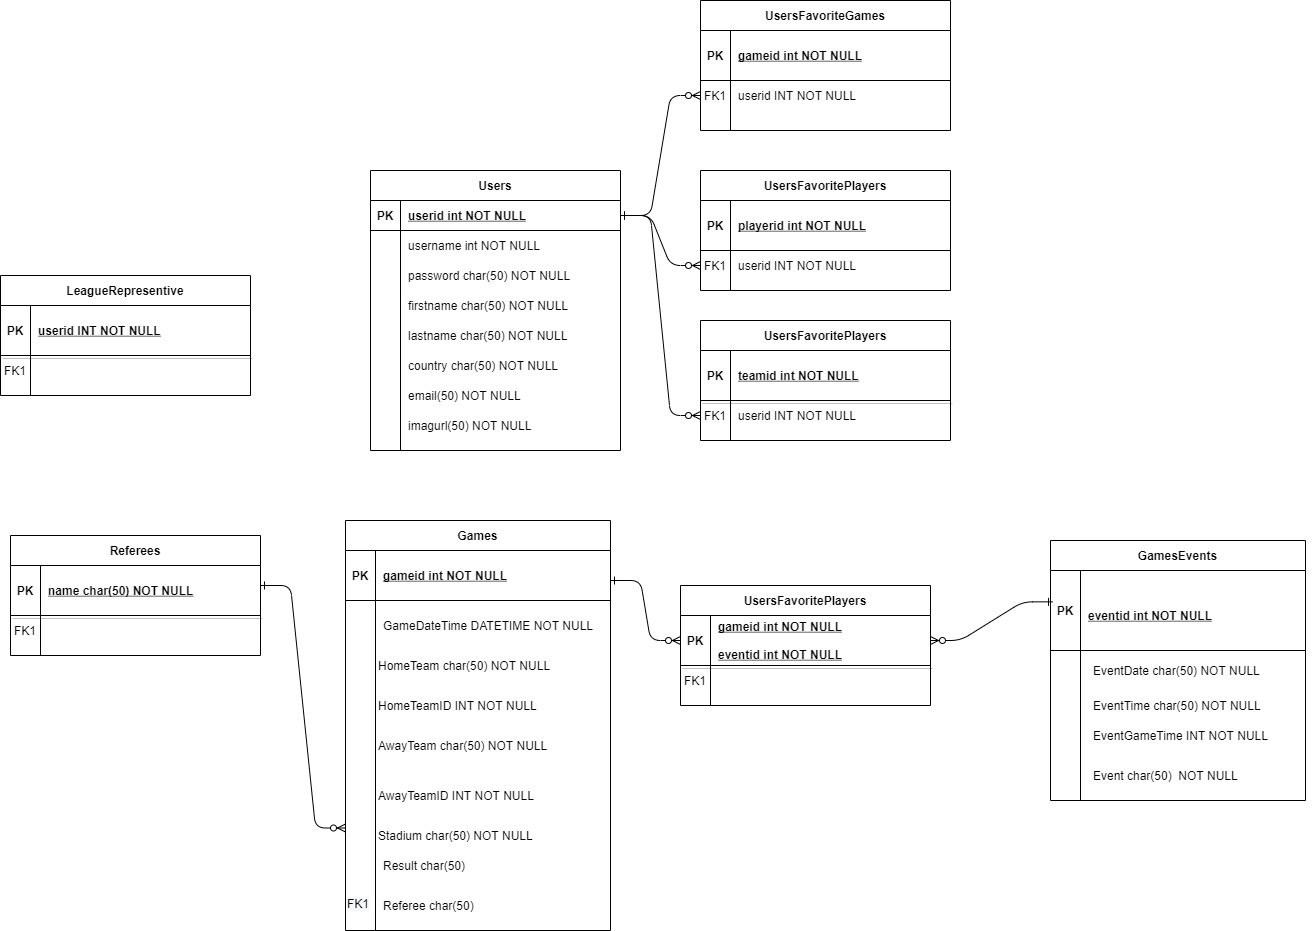 UsersFavoriteGames
PK gameid int NOT NULL
FK1 userid INT NOT NULL
Users
PK userid int NOT NULL
username int NOT NULL
password char(50) NOT NULL
firstname char(50) NOT NULL
lastname char(50) NOT NULL
country char(50) NOT NULL
email(50) NOT NULL
imagurl(50) NOT NULL
UsersFavoritePlayers
PK playerid int NOT NULL
FK1 userid INT NOT NULL
LeagueRepresentive
PK userid INT NOT NULL
FK1
UsersFavoritePlayers
PK teamid int NOT NULL
FK1 userid INT NOT NULL
Referees
PK name char(50) NOT NULL
FK1
Games
PK gameid int NOT NULL
GameDateTime DATETIME NOT NULL
HomeTeam char(50) NOT NULL
HomeTeamID INT NOT NULL
AwayTeam char(50) NOT NULL
AwayTeamID INT NOT NULL
Stadium char(50) NOT NULL
Result char(50)
FK1 Referee char(50)
UsersFavoritePlayers
gameid int NOT NULL
PK
eventid int NOT NULL
FK1
GamesEvents
PK eventid int NOT NULL
EventDate char(50) NOT NULL
EventTime char(50) NOT NULL
EventGameTime INT NOT NULL
Event char(50) NOT NULL